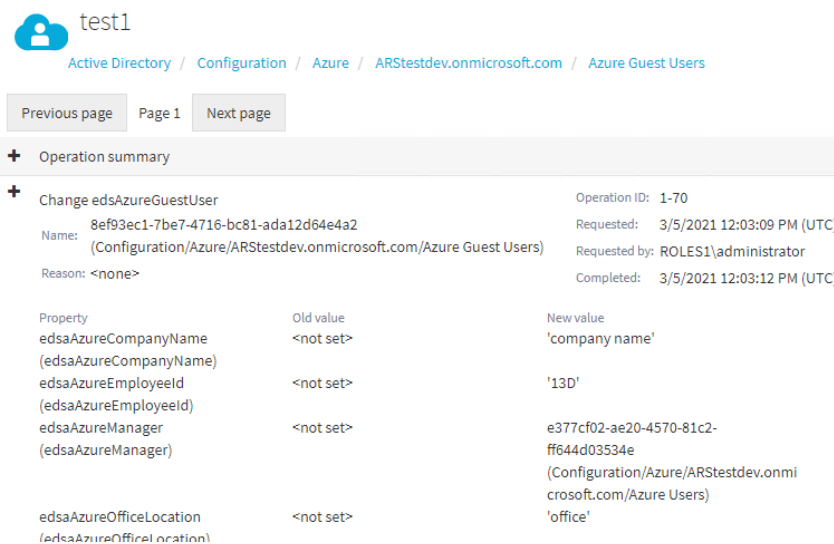 test1
Active Directory / Configuration / Azure / ARStestdev.onmicrosoft.com / Azure Guest Users
Previous page Page 1 Next page
Operation summary
Change edsAzureGuestUser
Operation ID: 1-70
Name: 8ef93ec1-7be7-4716-bc81-ada12d64e4a2
(Configuration/Azure/ARStestdev.onmicrosoft.com/Azure Guest Users)
Requested: 3/5/2021 12:03:09 PM (UTC)
Requested by: ROLES1\administrator
Reason: <none>
Completed: 3/5/2021 12:03:12 PM (UTC)
Property Old value New value
edsaAzureCompanyName <not set> 'company name'
(edsaAzureCompanyName)
edsaAzureEmployeeId <not set> '13D'
(edsaAzureEmployeeId)
edsaAzureManager <not set> e377cf02-ae20-4570-81c2-
(edsaAzureManager) ff644d03534e
(Configuration/Azure/ARStestdev.onmi
crosoft.com/Azure Users)
edsaAzureOfficeLocation <not set> 'office'
(edsaAzureOfficeLocation)